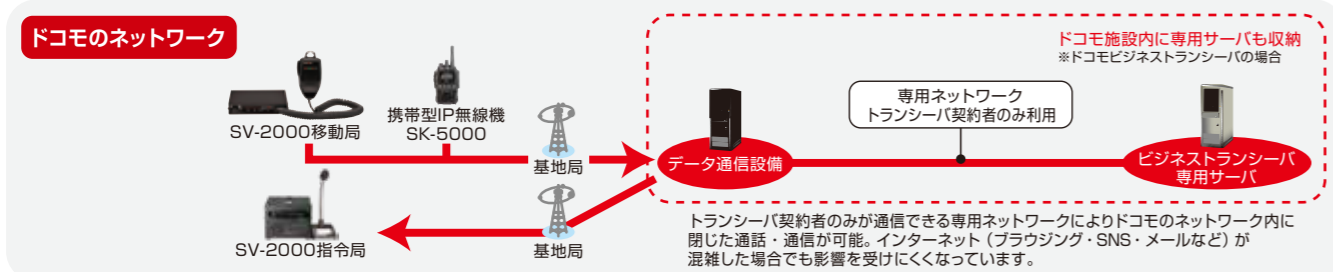 ドコモのネットワーク
ドコモ施設内に専用サーバも収納
※ドコモビジネストランシーバの場合
SV-2000移動局
携帯型IP無線機
SK-5000
基地局
専用ネットワーク
トランシーバ契約者のみ利用
データ通信設備
ビジネストランシーバ
専用サーバ
SV-2000指令局
基地局
トランシーバ契約者のみが通信できる専用ネットワークによりドコモのネットワーク内に
閉じた通話・通信が可能。インターネット（ブラウジング・SNS・メールなど）が
混雑した場合でも影響を受けにくくなっています。